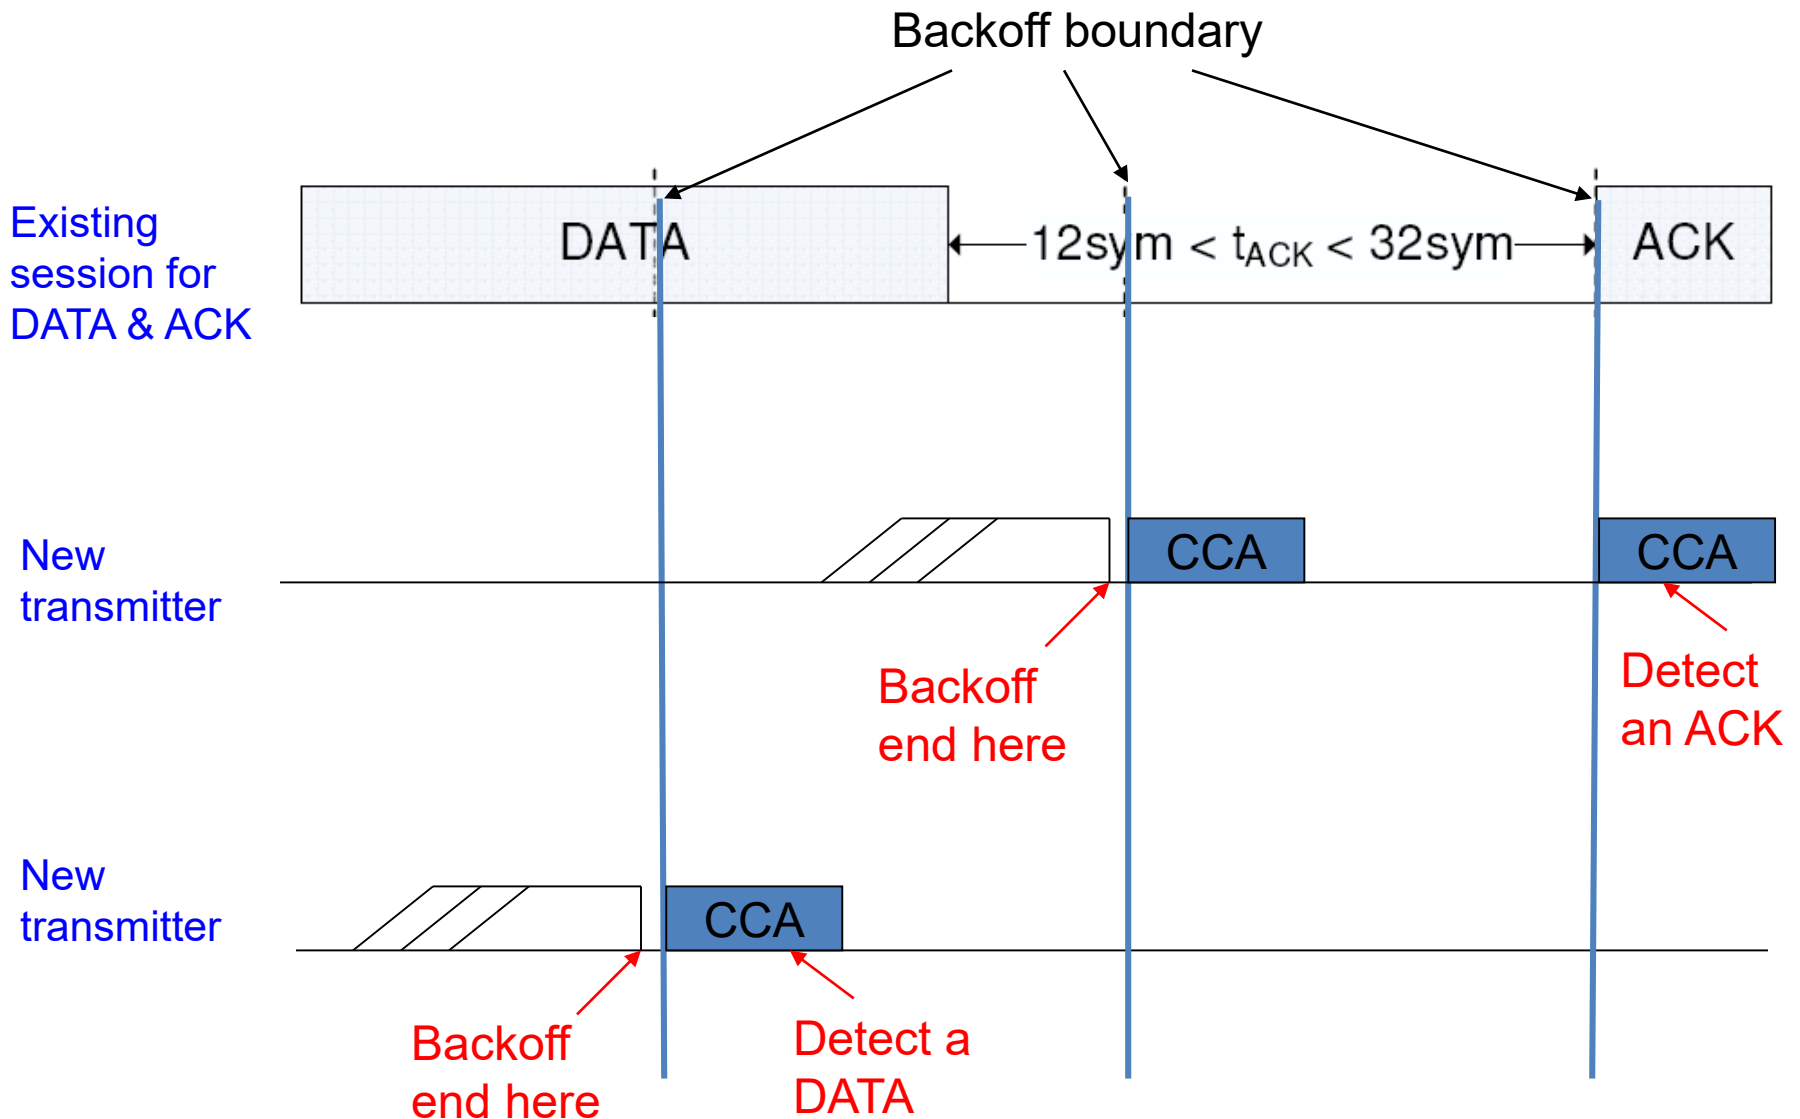 Backoff boundary
Existing
session for
DATA & ACK
DATA
12sym < tACK < 32sym
ACK
New
transmitter
CCA
CCA
Backoff
end here
Detect
an ACK
New
transmitter
CCA
Backoff
end here
Detect a
DATA